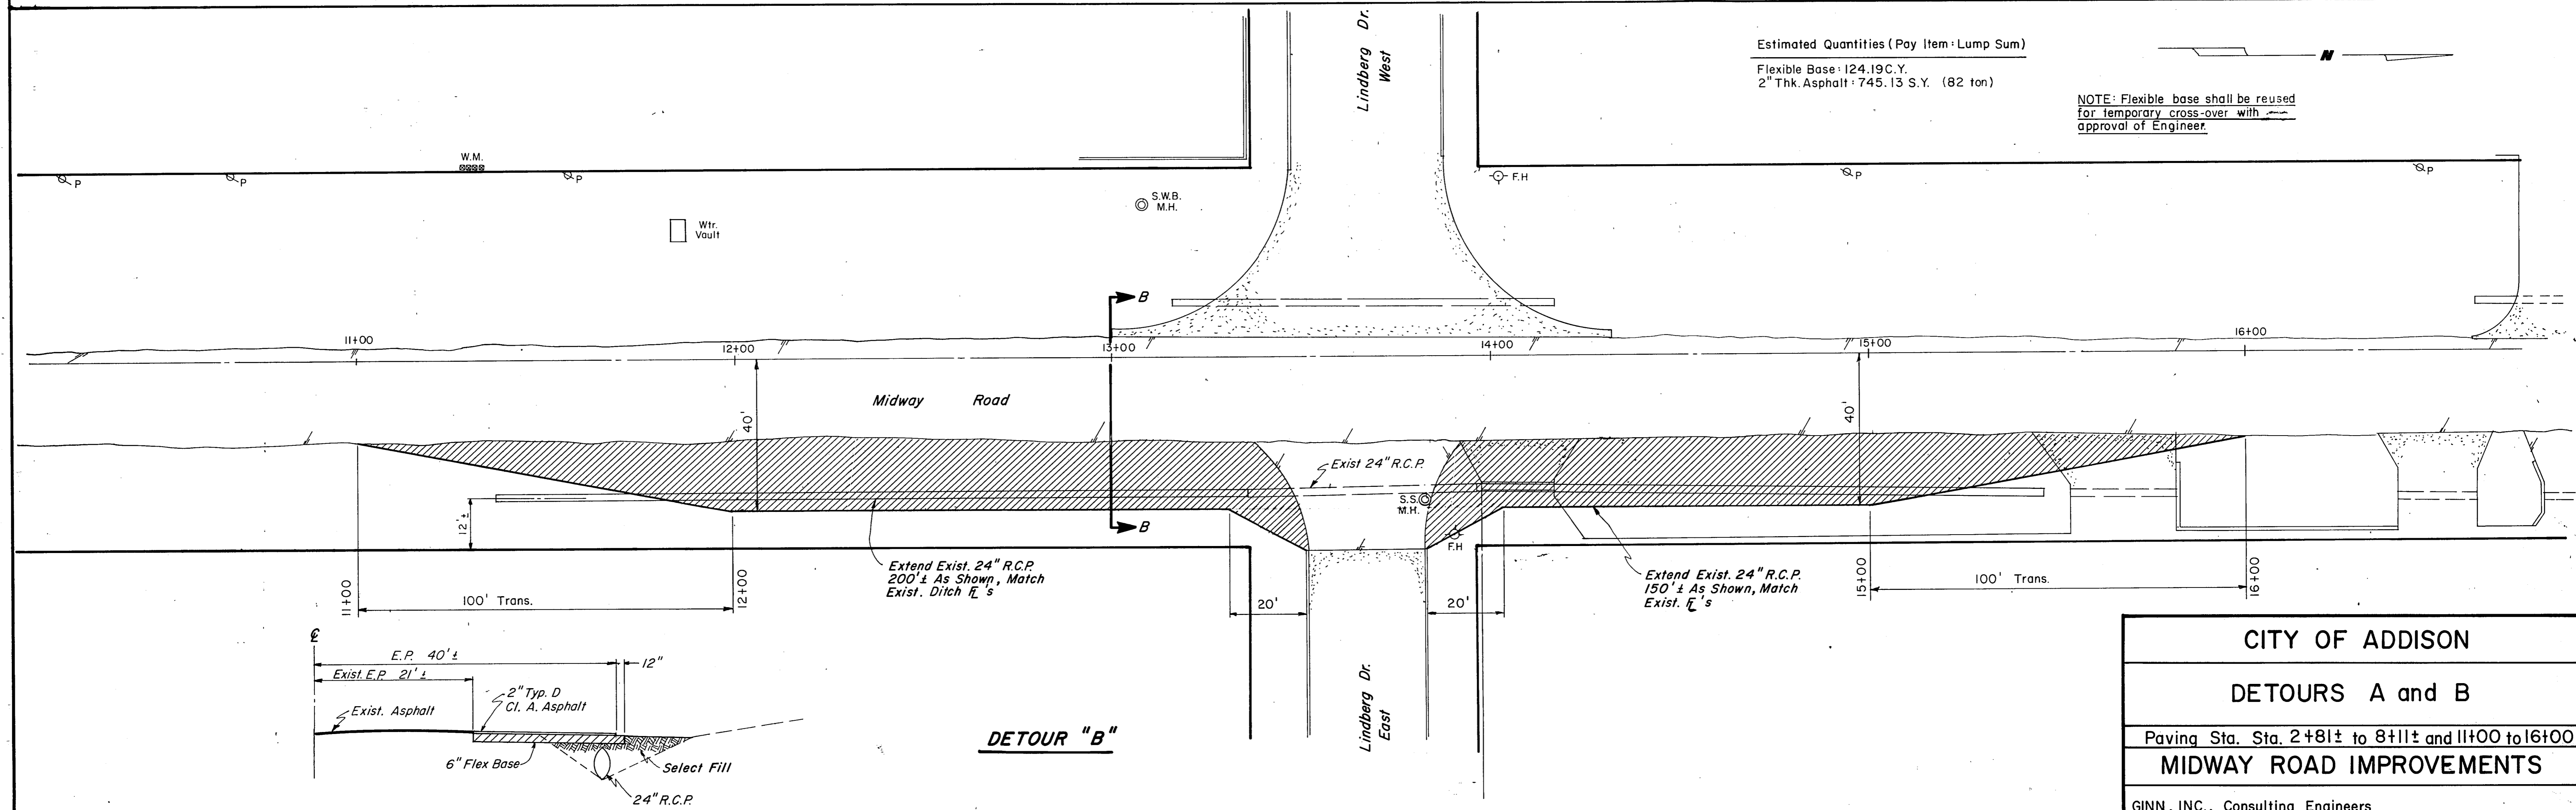 Lindberg Dr.
West
Estimated Quantities (Pay Item: Lump Sum)
Flexible Base: 124.19 C.Y.
2" Thk. Asphalt: 745.13 S.Y. (82 ton)
N
NOTE: Flexible base shall be reused
for temporary cross-over with
approval of Engineer.
W.M.
P
P
P
F.H
P
P
S.W.B.
M.H.
Wtr.
Vault
B
11+00
12+00
13+00
14+00
15+00
16+00
Midway Road
40'
40'
Exist 24" R.C.P.
S.S.
M.H.
12'±
B
F.H
Extend Exist. 24" R.C.P.
200'± As Shown, Match
Exist. Ditch FL's
Extend Exist. 24" R.C.P.
150'± As Shown, Match
Exist. FL's
11+00
100' Trans.
12+00
20'
20'
15+00
100' Trans.
16+00
℄
E.P. 40'±
12"
Exist. E.P. 21'±
2" Typ. D
Cl. A. Asphalt
Exist. Asphalt
6" Flex Base
Select Fill
24" R.C.P.
DETOUR "B"
Lindberg Dr.
East
CITY OF ADDISON
DETOURS A and B
Paving Sta. Sta. 2+81± to 8+11± and 11+00 to 16+00
MIDWAY ROAD IMPROVEMENTS
GINN, INC., Consulting Engineers